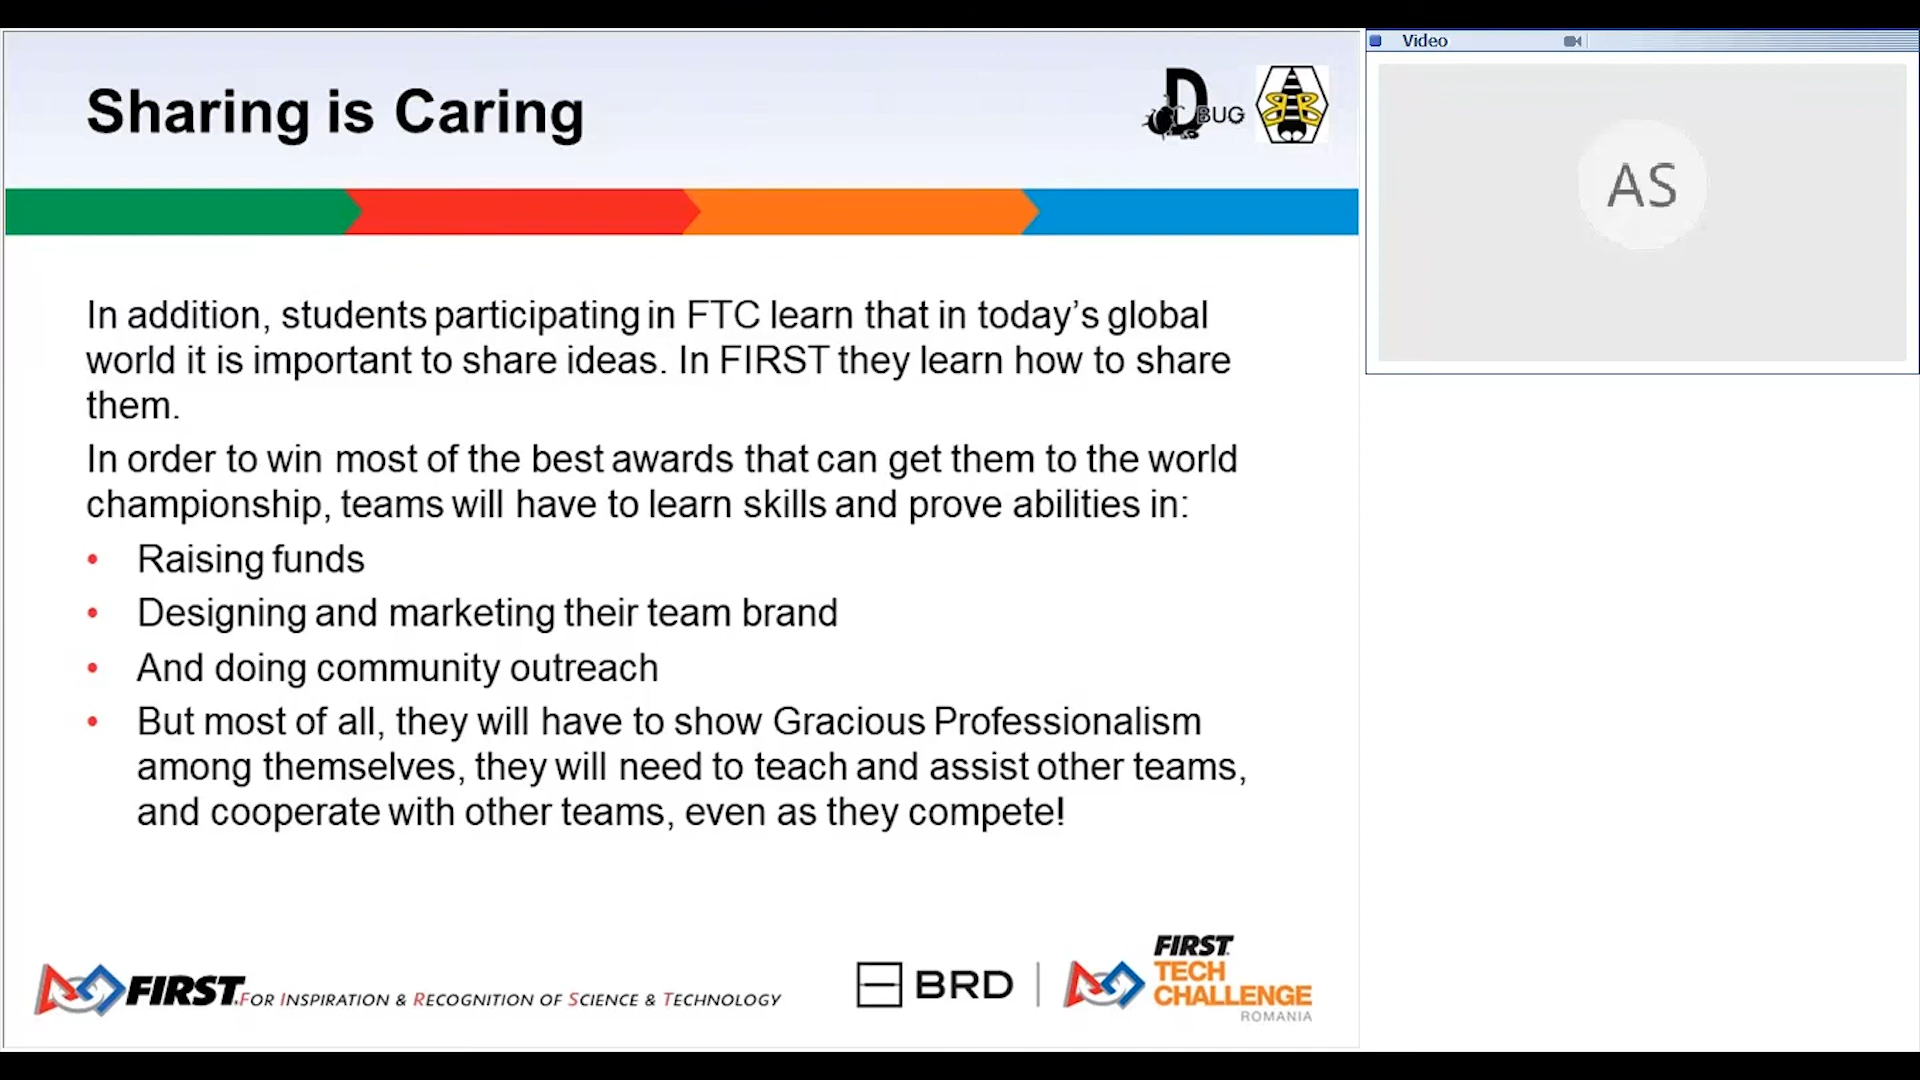 Sharing is Caring
D BUG
Video
AS
In addition, students participating in FTC learn that in today's global
world it is important to share ideas. In FIRST they learn how to share
them.
In order to win most of the best awards that can get them to the world
championship, teams will have to learn skills and prove abilities in:
• Raising funds
• Designing and marketing their team brand
• And doing community outreach
• But most of all, they will have to show Gracious Professionalism
among themselves, they will need to teach and assist other teams,
and cooperate with other teams, even as they compete!
FIRST FOR INSPIRATION & RECOGNITION OF SCIENCE & TECHNOLOGY
BRD
FIRST
TECH
CHALLENGE
ROMANIA